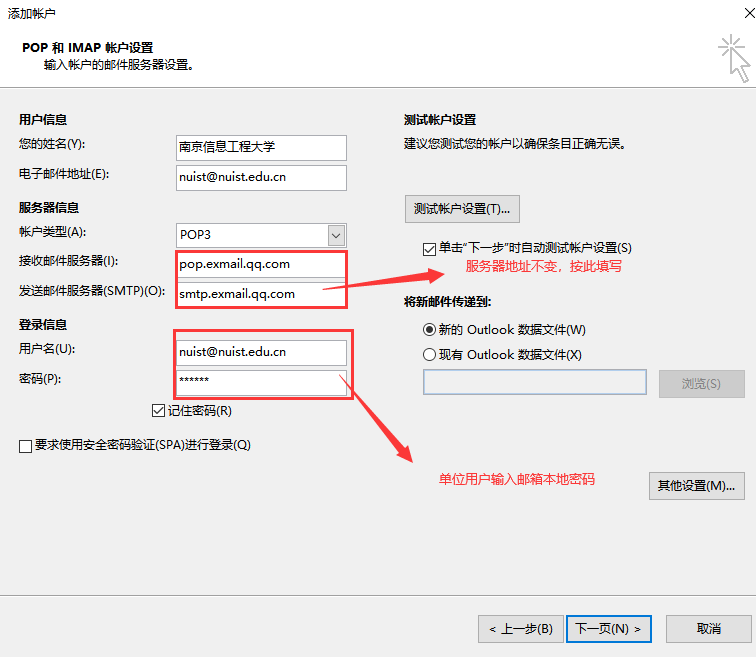 添加帐户
POP 和 IMAP 帐户设置
输入帐户的邮件服务器设置。
用户信息
您的姓名(Y):
南京信息工程大学
电子邮件地址(E):
nuist@nuist.edu.cn
服务器信息
帐户类型(A):
POP3
接收邮件服务器(I):
pop.exmail.qq.com
发送邮件服务器(SMTP)(O):
smtp.exmail.qq.com
登录信息
用户名(U):
nuist@nuist.edu.cn
密码(P):
******
记住密码(R)
要求使用安全密码验证(SPA)进行登录(Q)
测试帐户设置
建议您测试您的帐户以确保条目正确无误。
测试帐户设置(T)...
单击“下一步”时自动测试帐户设置(S)
服务器地址不变，按此填写
将新邮件传递到:
新的 Outlook 数据文件(W)
现有 Outlook 数据文件(X)
浏览(S)
单位用户输入邮箱本地密码
其他设置(M)...
< 上一步(B)
下一页(N) >
取消